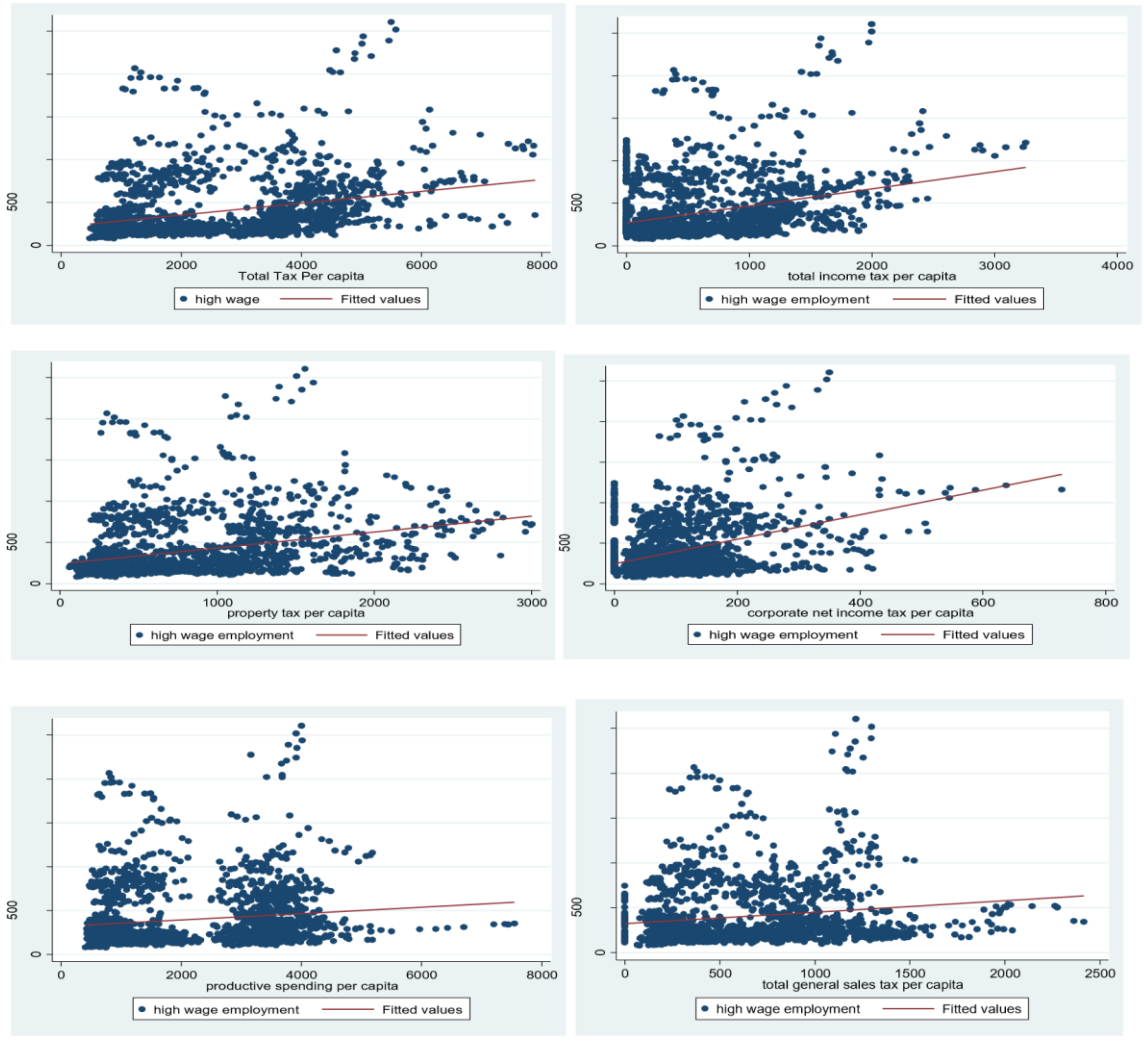 500
0
0 2000 4000 6000 8000
Total Tax Per capita
high wage Fitted values
500
0
0 1000 2000 3000 4000
total income tax per capita
high wage employment Fitted values
500
0
0 1000 2000 3000
property tax per capita
high wage employment Fitted values
500
0
0 200 400 600 800
corporate net income tax per capita
high wage employment Fitted values
500
0
0 2000 4000 6000 8000
productive spending per capita
high wage employment Fitted values
500
0
0 500 1000 1500 2000 2500
total general sales tax per capita
high wage employment Fitted values